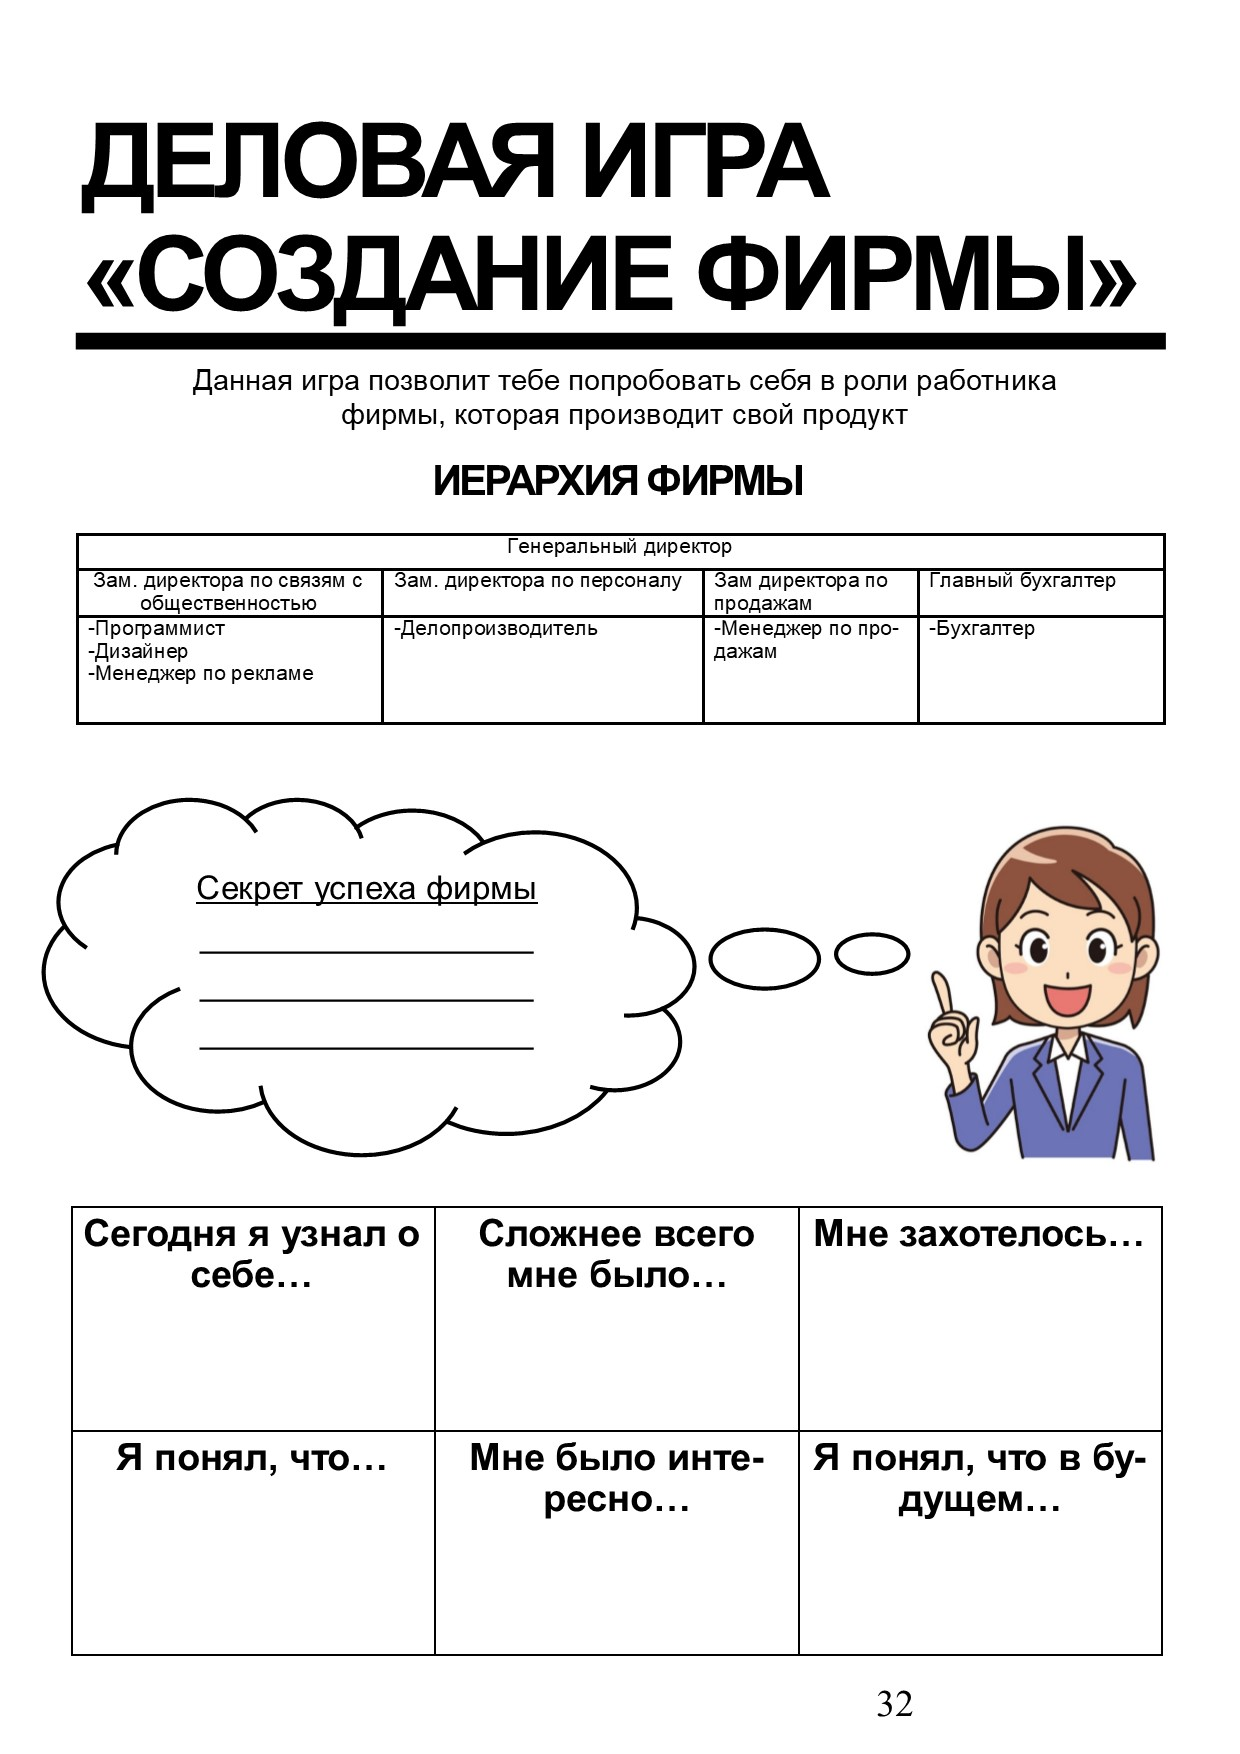 ДЕЛОВАЯ ИГРА
«СОЗДАНИЕ ФИРМЫ»
Данная игра позволит тебе попробовать себя в роли работника
фирмы, которая производит свой продукт
ИЕРАРХИЯ ФИРМЫ
Генеральный директор
Зам. директора по связям с
общественностью
Зам. директора по персоналу
Зам директора по
продажам
Главный бухгалтер
-Программист
-Дизайнер
-Менеджер по рекламе
-Делопроизводитель
-Менеджер по про-
дажам
-Бухгалтер
Секрет успеха фирмы
Сегодня я узнал о
себе…
Сложнее всего
мне было…
Мне захотелось…
Я понял, что…
Мне было инте-
ресно…
Я понял, что в бу-
дущем…
32